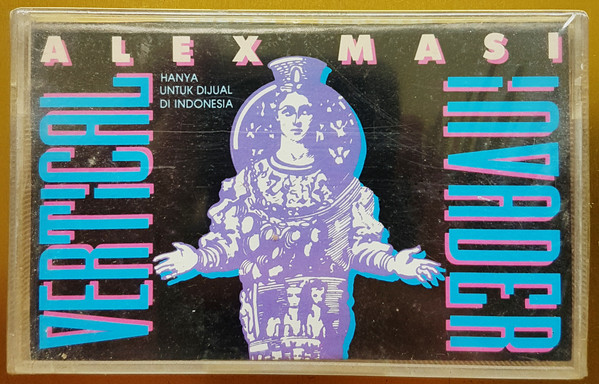 ALEX MASI
VERTiCAL
HANYA
UNTUK DIJUAL
DI INDONESIA
iNVADER